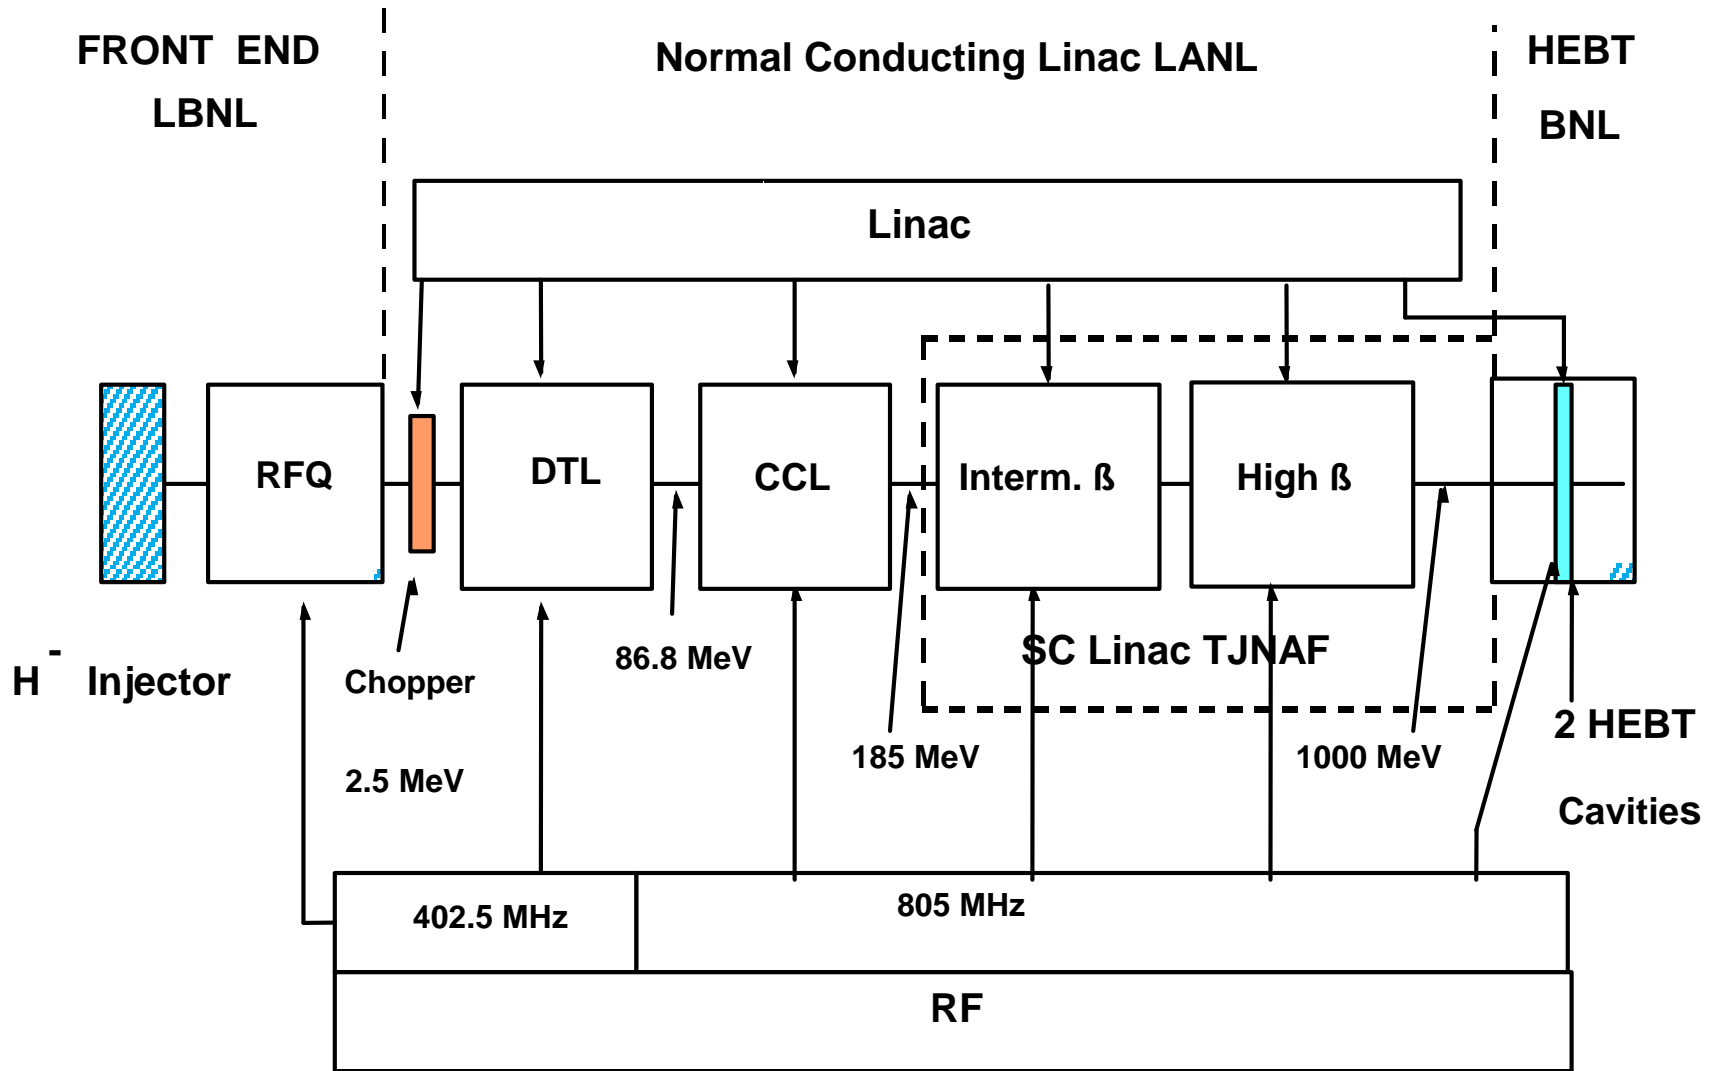 FRONT END
LBNL
Normal Conducting Linac LANL
HEBT
BNL
Linac
RFQ
DTL
CCL
Interm. ß
High ß
H- Injector
Chopper
2.5 MeV
86.8 MeV
185 MeV
SC Linac TJNAF
1000 MeV
2 HEBT
Cavities
402.5 MHz
805 MHz
RF